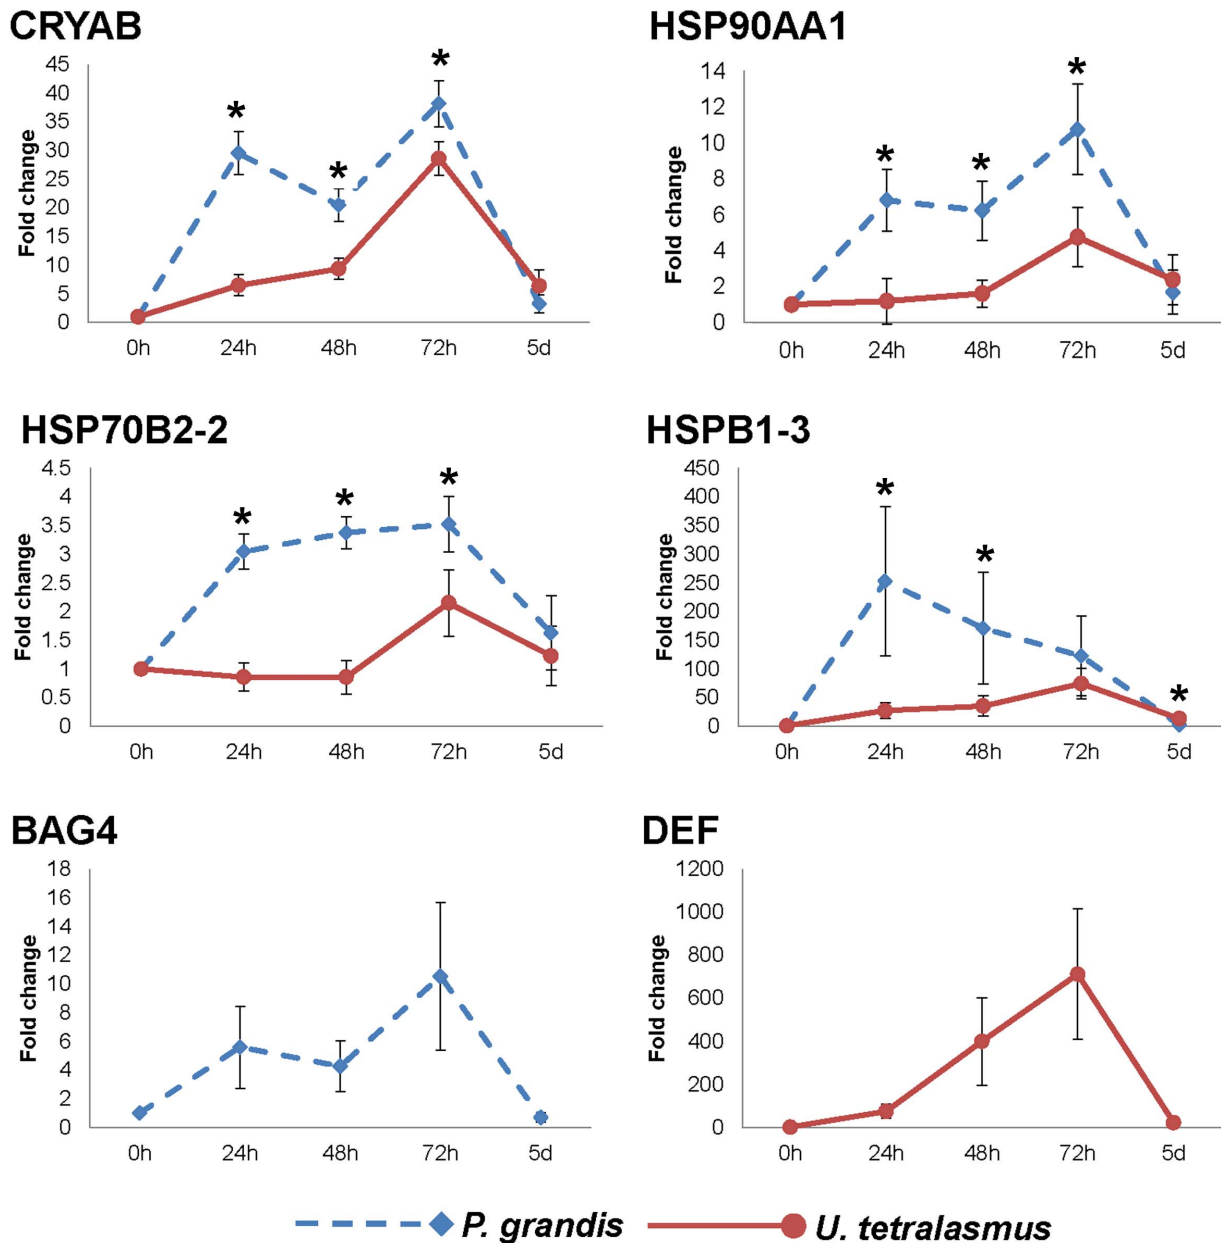 CRYAB
45
40
35
30
25
20
15
10
5
0
Fold change
0h 24h 48h 72h 5d
* * *
HSP90AA1
14
12
10
8
6
4
2
0
Fold change
0h 24h 48h 72h 5d
* * *
HSP70B2-2
4.5
4
3.5
3
2.5
2
1.5
1
0.5
0
Fold change
0h 24h 48h 72h 5d
* * *
HSPB1-3
450
400
350
300
250
200
150
100
50
0
Fold change
0h 24h 48h 72h 5d
* * *
BAG4
18
16
14
12
10
8
6
4
2
0
Fold change
0h 24h 48h 72h 5d
DEF
1200
1000
800
600
400
200
0
Fold change
0h 24h 48h 72h 5d
P. grandis U. tetralasmus